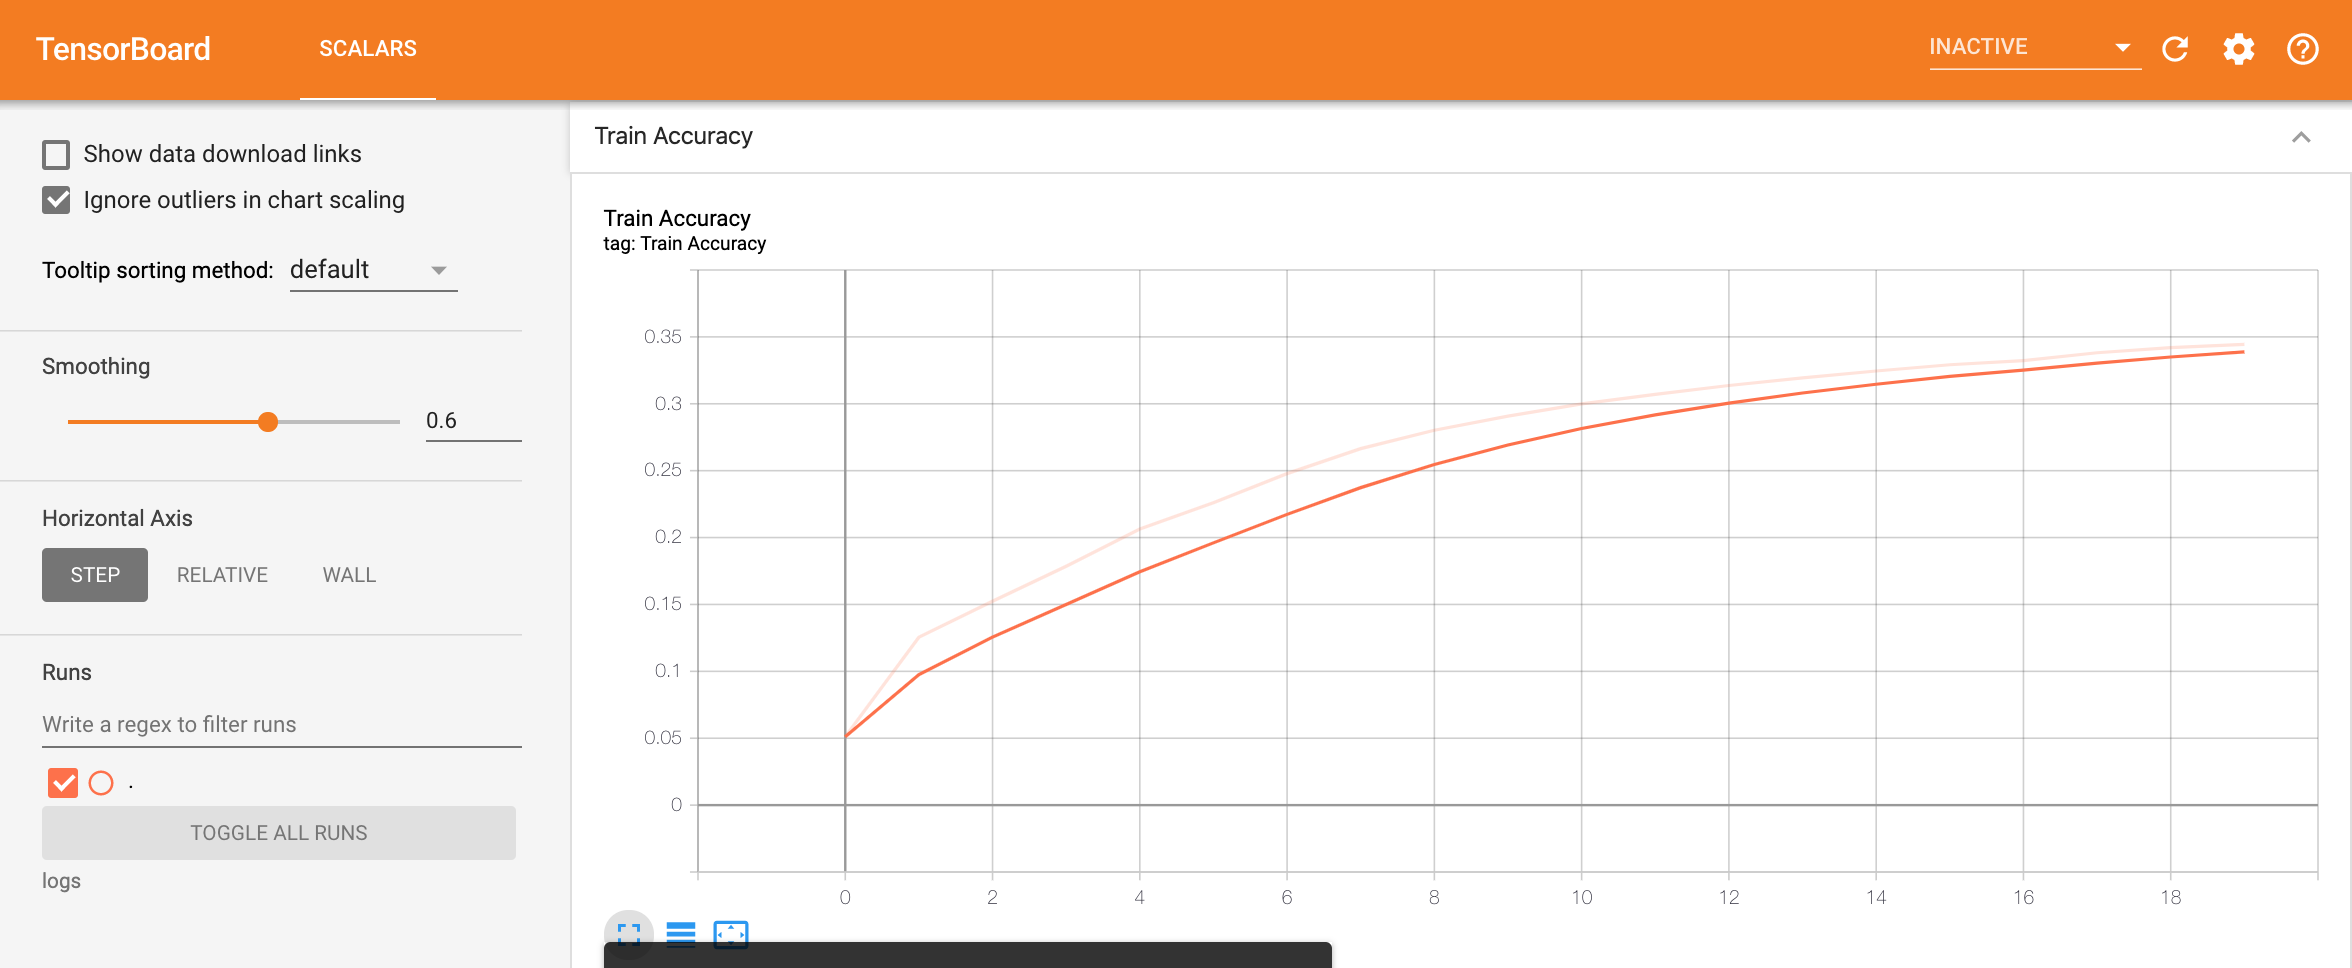 TensorBoard
SCALARS
INACTIVE
Show data download links
Ignore outliers in chart scaling
Tooltip sorting method: default
Smoothing
0.6
Horizontal Axis
STEP RELATIVE WALL
Runs
Write a regex to filter runs
.
TOGGLE ALL RUNS
logs
Train Accuracy
Train Accuracy
tag: Train Accuracy
0.35
0.3
0.25
0.2
0.15
0.1
0.05
0
0 2 4 6 8 10 12 14 16 18